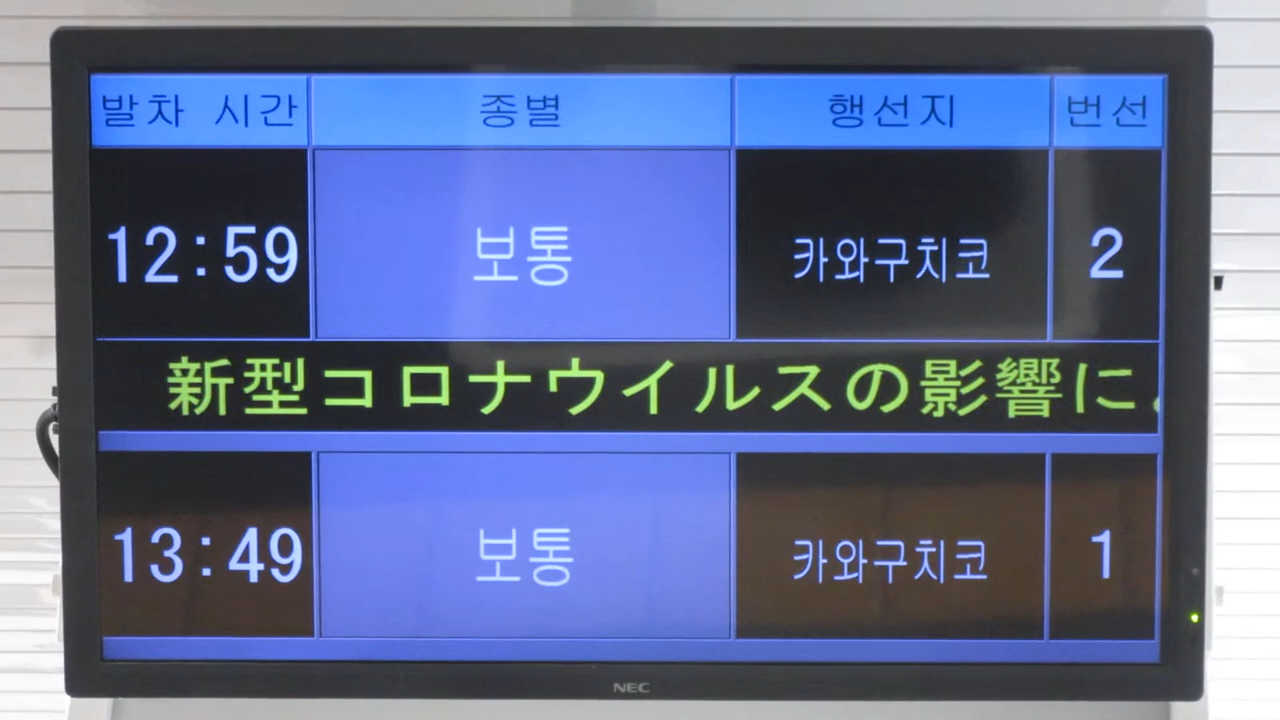 발차 시간 종별 행선지 번선
12:59 보통 카와구치코 2
新型コロナウイルスの影響に
13:49 보통 카와구치코 1
NEC